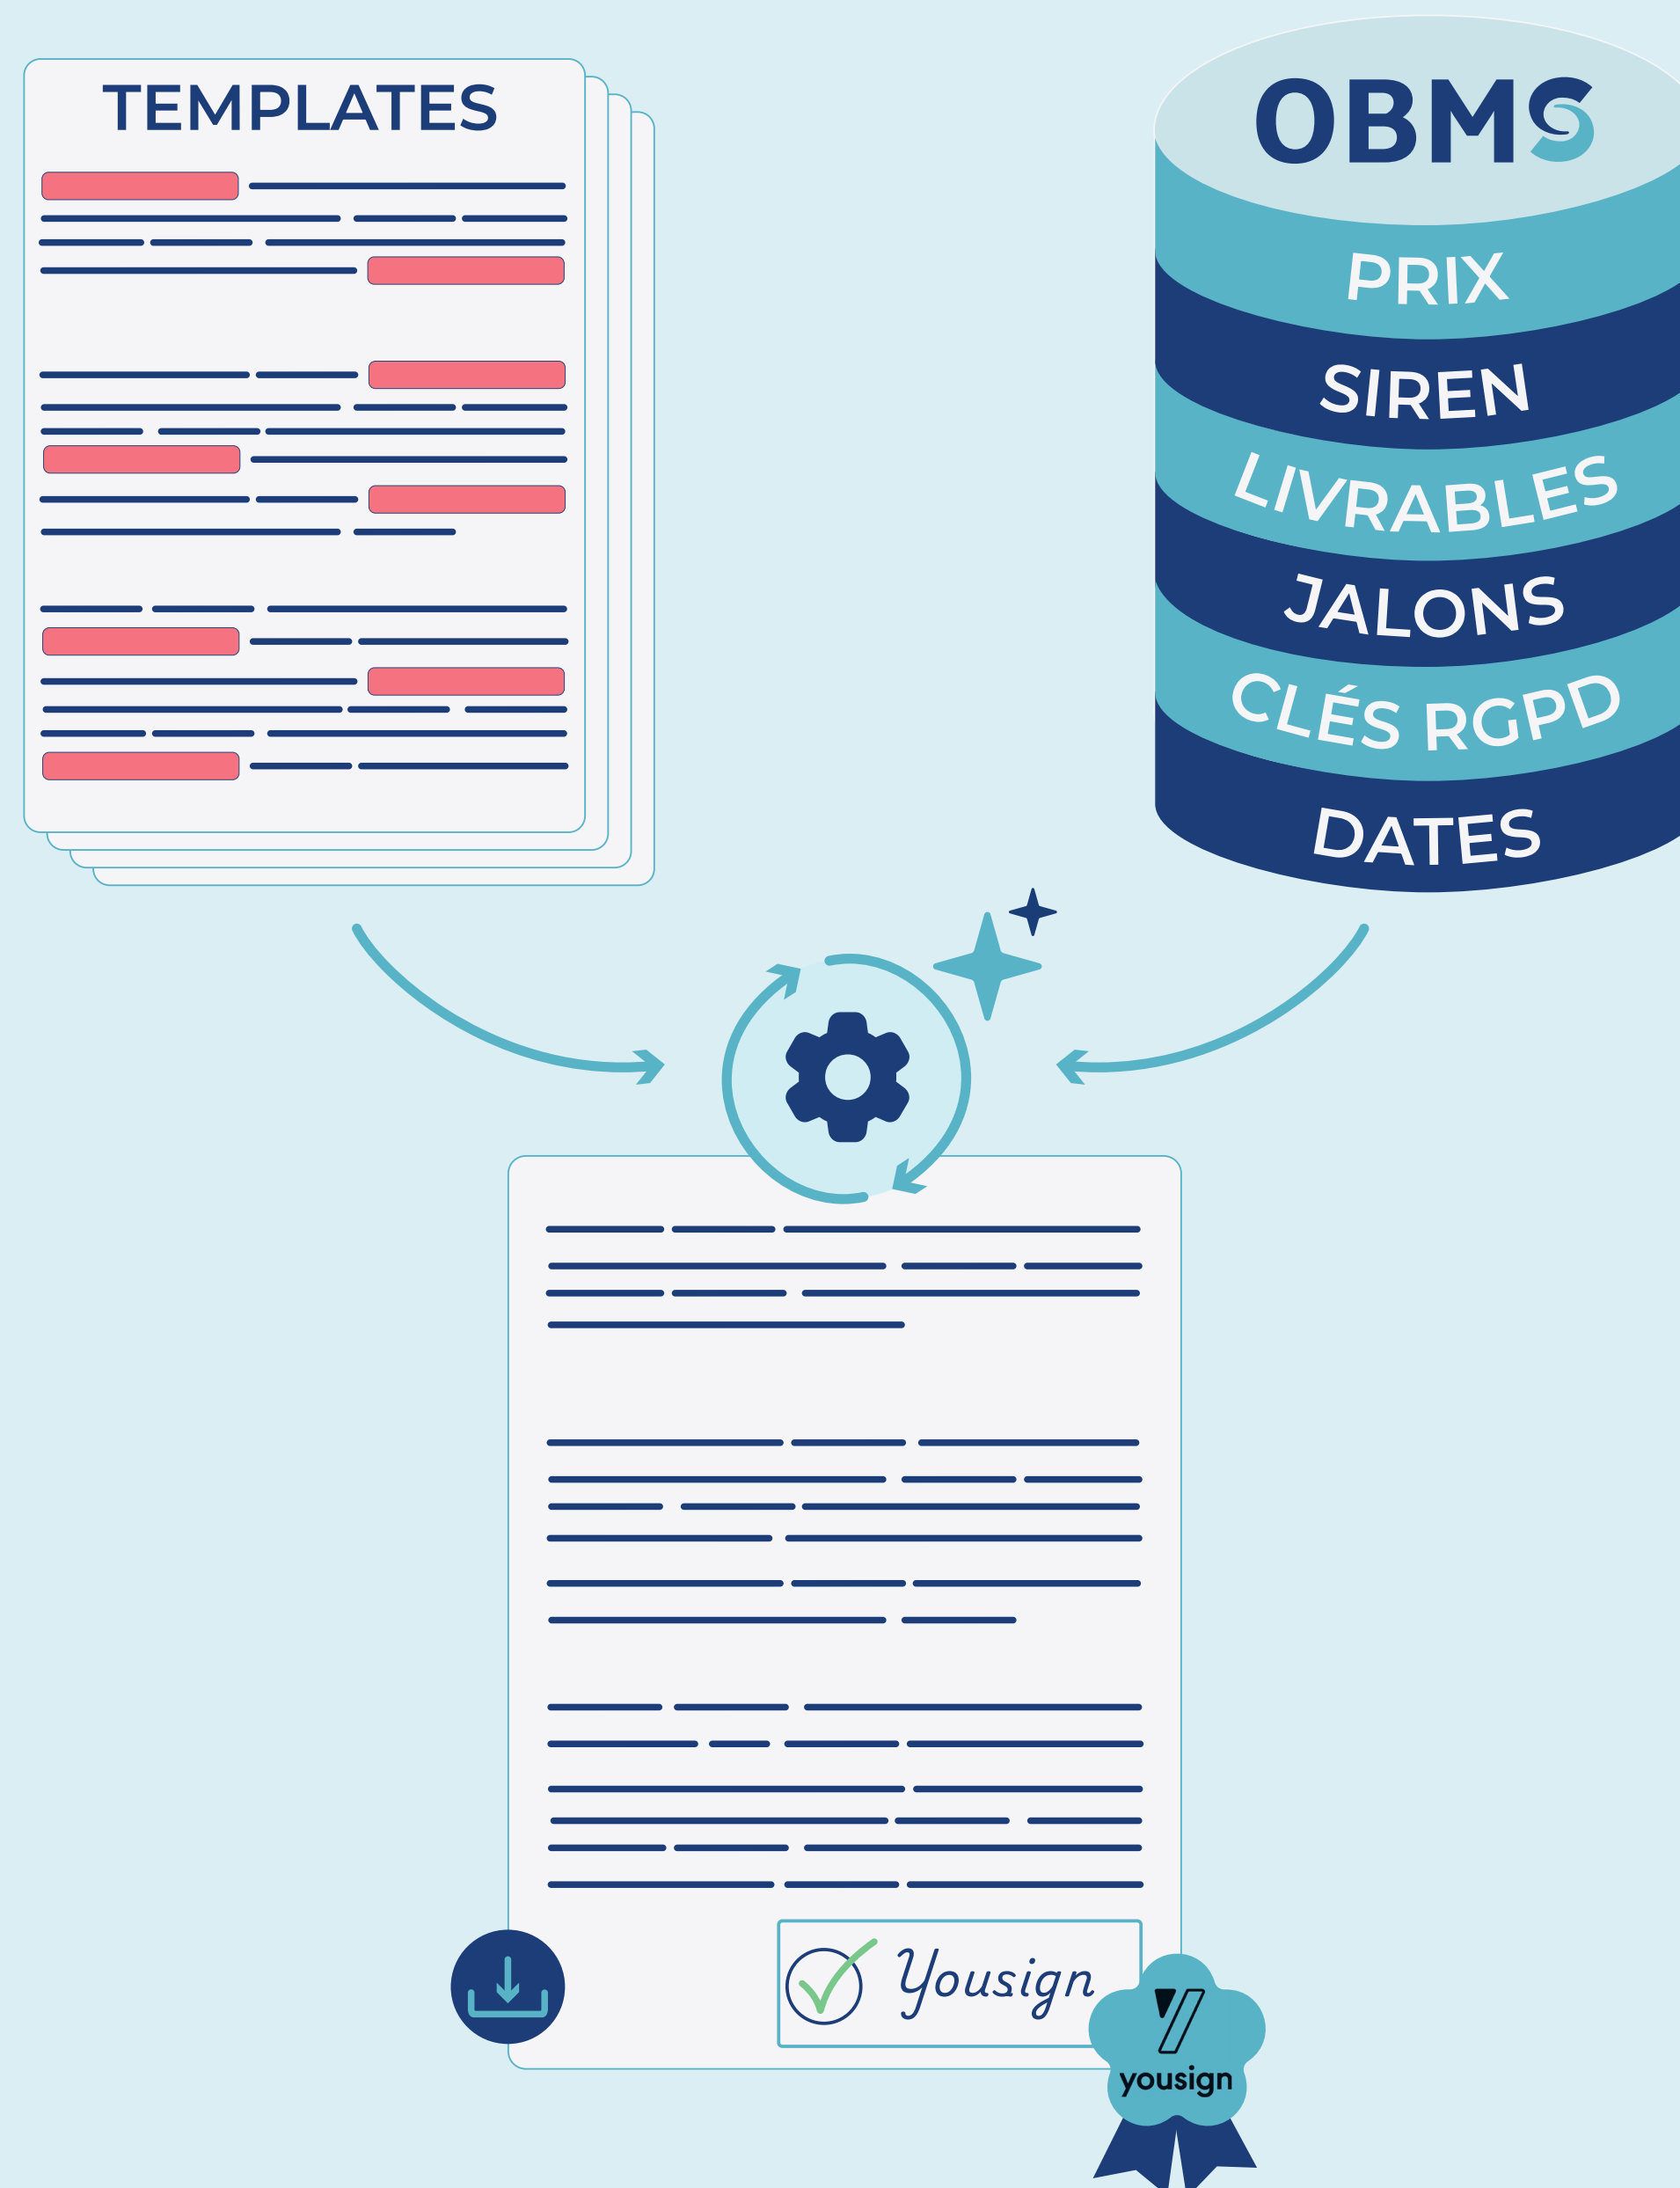 TEMPLATES
OBMS
PRIX
SIREN
LIVRABLES
JALONS
CLÉS RGPD
DATES
Yousign
yousign